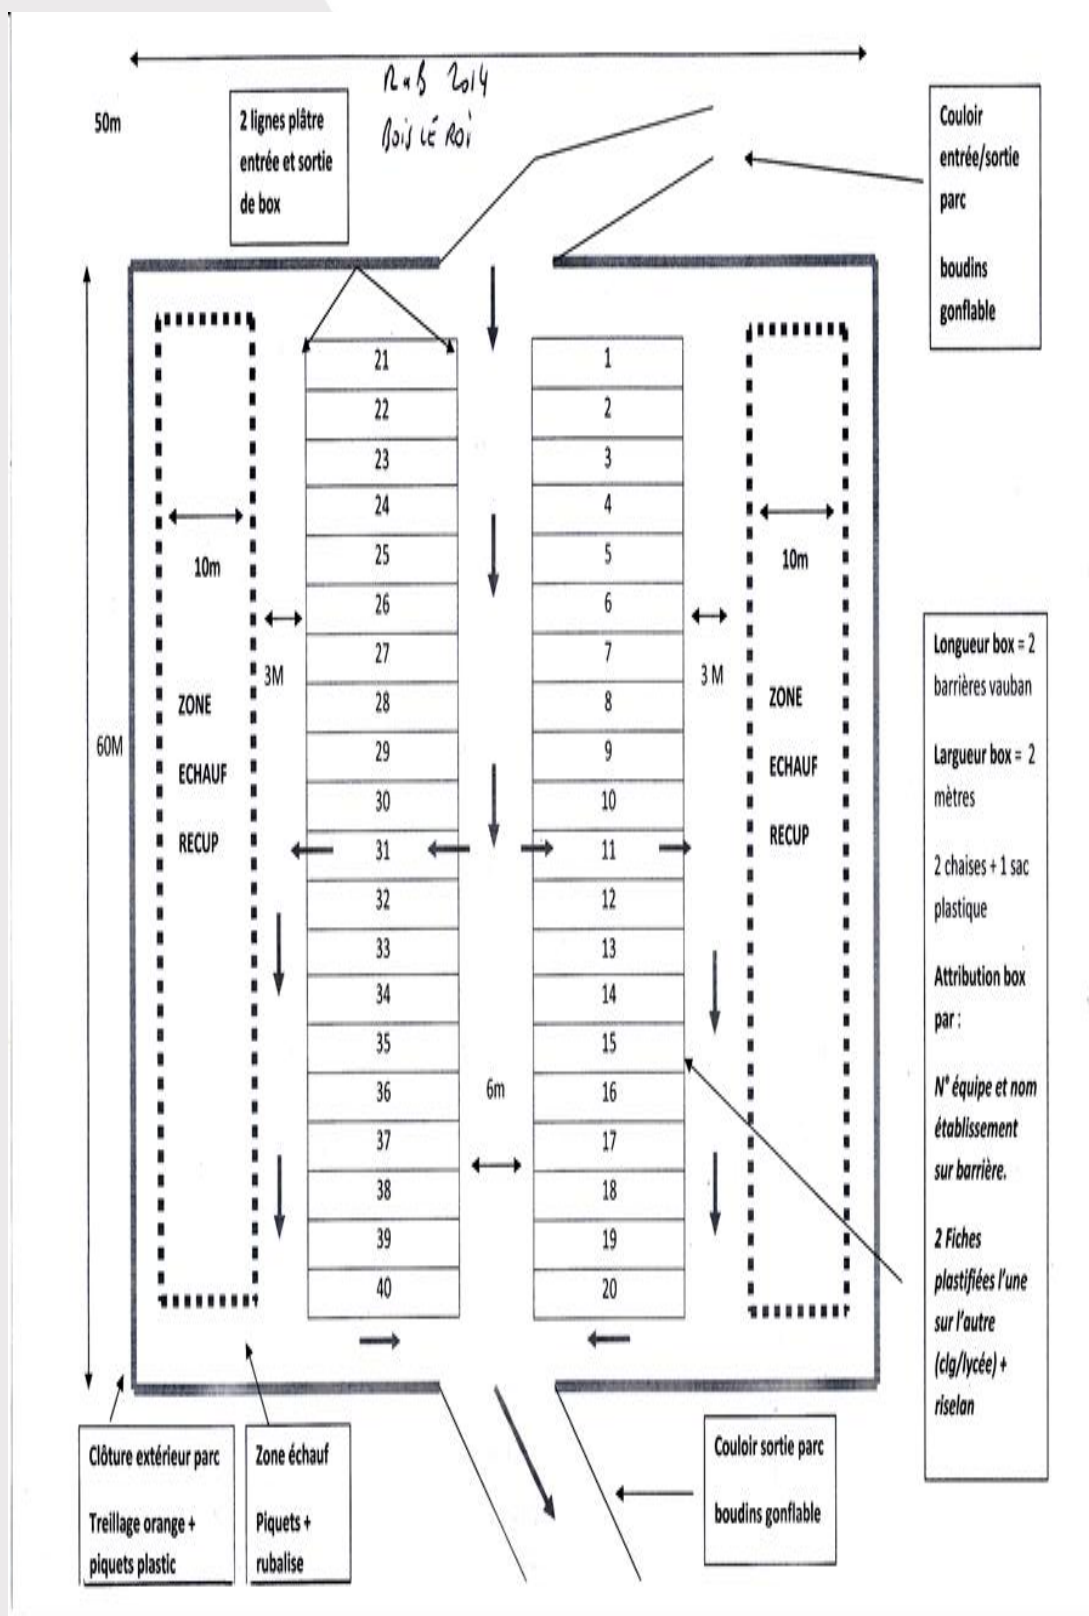 R&B 2014
BOIS LE ROI
50m
2 lignes plâtre
entrée et sortie
de box
Couloir
entrée/sortie
parc
boudins
gonflable
21
22
23
24
25
26
27
28
29
30
31
32
33
34
35
36
37
38
39
40
1
2
3
4
5
6
7
8
9
10
11
12
13
14
15
16
17
18
19
20
10m
3M
ZONE
ECHAUF
RECUP
60M
6m
10m
3 M
ZONE
ECHAUF
RECUP
Longueur box = 2
barrières vauban
Largueur box = 2
mètres
2 chaises + 1 sac
plastique
Attribution box
par :
N° équipe et nom
établissement
sur barrière.
2 Fiches
plastifiées l'une
sur l'autre
(clg/lycée) +
riselan
Clôture extérieur parc
Treillage orange +
piquets plastic
Zone échauf
Piquets +
rubalise
Couloir sortie parc
boudins gonflable